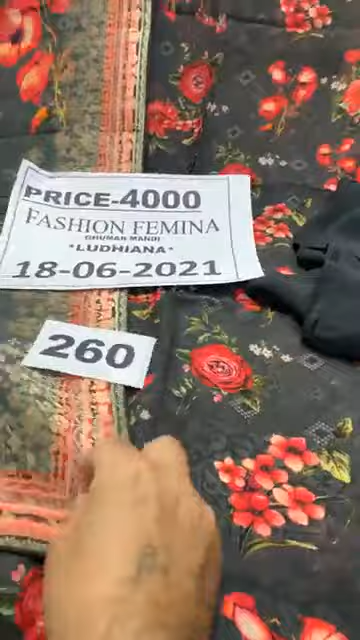 PRICE-4000
FASHION FEMINA
GHUMAR MANDI
*LUDHIANA*
18-06-2021
260